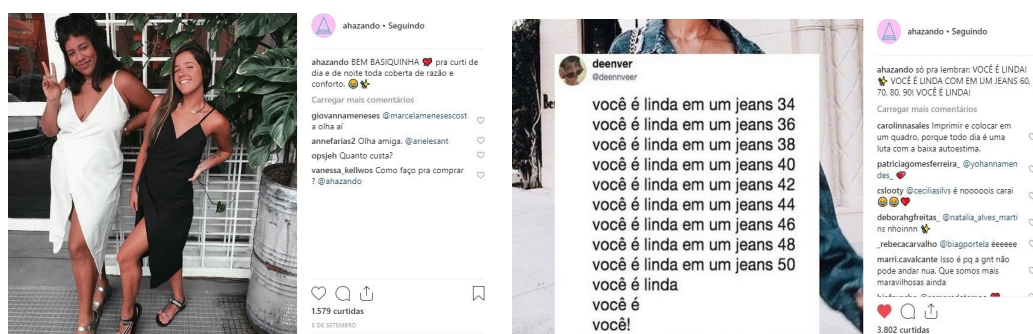 ahazando • Seguindo
ahazando BEM BASIQUINHA 💖 pra curti de
dia e de noite toda coberta de razão e
conforto. 😂 ✨
Carregar mais comentários
giovannameneses @marcelamenesescost
a olha aí
annefarias2 Olha amiga. @arielesant
opsjeh Quanto custa?
vanessa_kellwos Como faço pra comprar
? @ahazando
1.579 curtidas
5 DE SETEMBRO
deenver
@deennveer
você é linda em um jeans 34
você é linda em um jeans 36
você é linda em um jeans 38
você é linda em um jeans 40
você é linda em um jeans 42
você é linda em um jeans 44
você é linda em um jeans 46
você é linda em um jeans 48
você é linda em um jeans 50
você é linda
você é
você!
ahazando • Seguindo
ahazando só pra lembrar: VOCÊ É LINDA!
✨ VOCÊ É LINDA COM EM UM JEANS 60,
70, 80, 90! VOCÊ É LINDA!
Carregar mais comentários
carolinnasales Imprimir e colocar em
um quadro, porque todo dia é uma
luta com a baixa autoestima.
patriciagomesferreira_ @yohannamen
des_ 💖
cslooty @ceciliasilvs é nooooois carai
😂😂❤️
deborahgfreitas_ @natalia_alves_marti
ns nhoinnn ✨
_rebecacarvalho @biagportela éeeeee
marri.cavalcante Isso é pq a gnt não
pode andar nua. Que somos mais
maravilhosas ainda
3.802 curtidas